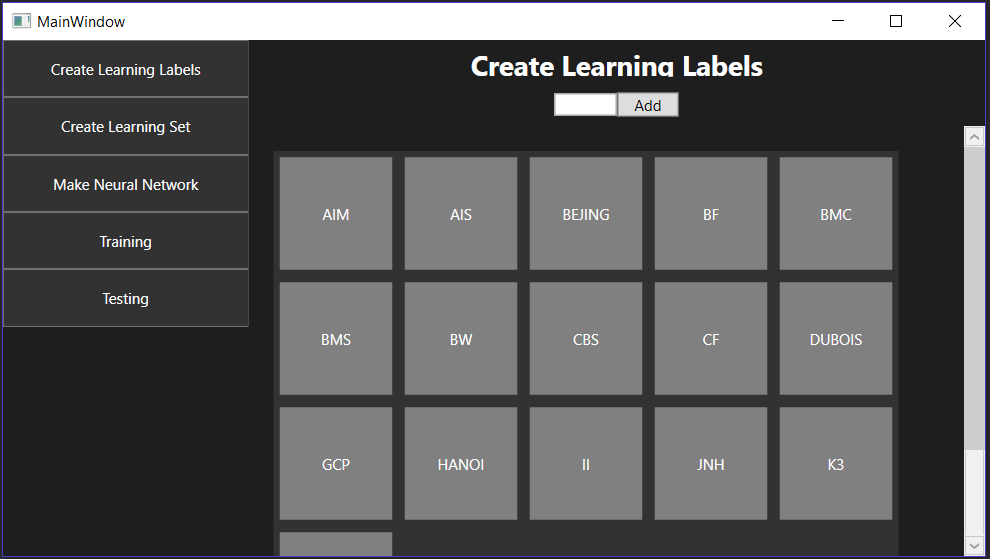 MainWindow
Create Learning Labels
Create Learning Set
Make Neural Network
Training
Testing
Create Learning Labels
Add
AIM AIS BEJING BF BMC
BMS BW CBS CF DUBOIS
GCP HANOI II JNH K3